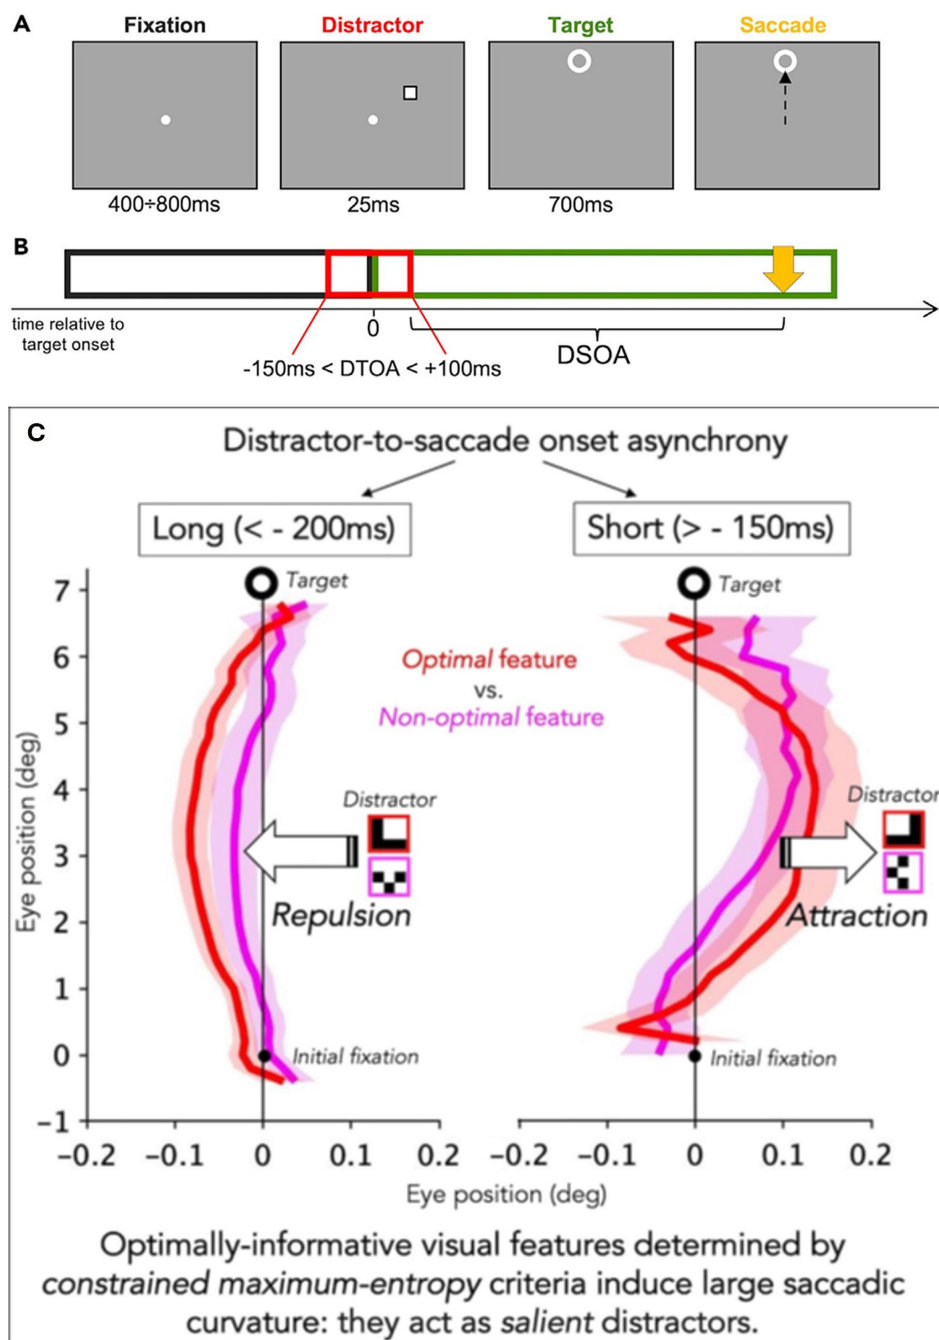 A
Fixation
Distractor
Target
Saccade
400÷800ms
25ms
700ms
B
time relative to
target onset
0
-150ms < DTOA < +100ms
DSOA
C
Distractor-to-saccade onset asynchrony
Long (< - 200ms)
Short (> - 150ms)
Target
Target
Optimal feature
vs.
Non-optimal feature
Distractor
Distractor
Repulsion
Attraction
Initial fixation
Initial fixation
Eye position (deg)
7
6
5
4
3
2
1
0
-1
-0.2 -0.1 0 0.1 0.2
-0.2 -0.1 0 0.1 0.2
Eye position (deg)
Optimally-informative visual features determined by
constrained maximum-entropy criteria induce large saccadic
curvature: they act as salient distractors.